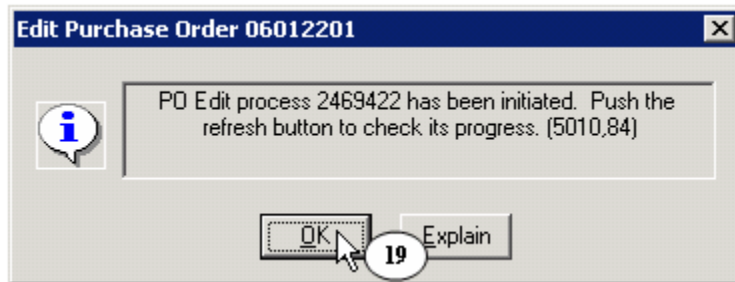 Edit Purchase Order 06012201
PO Edit process 2469422 has been initiated.  Push the
refresh button to check its progress. (5010,84)
OK
19
Explain